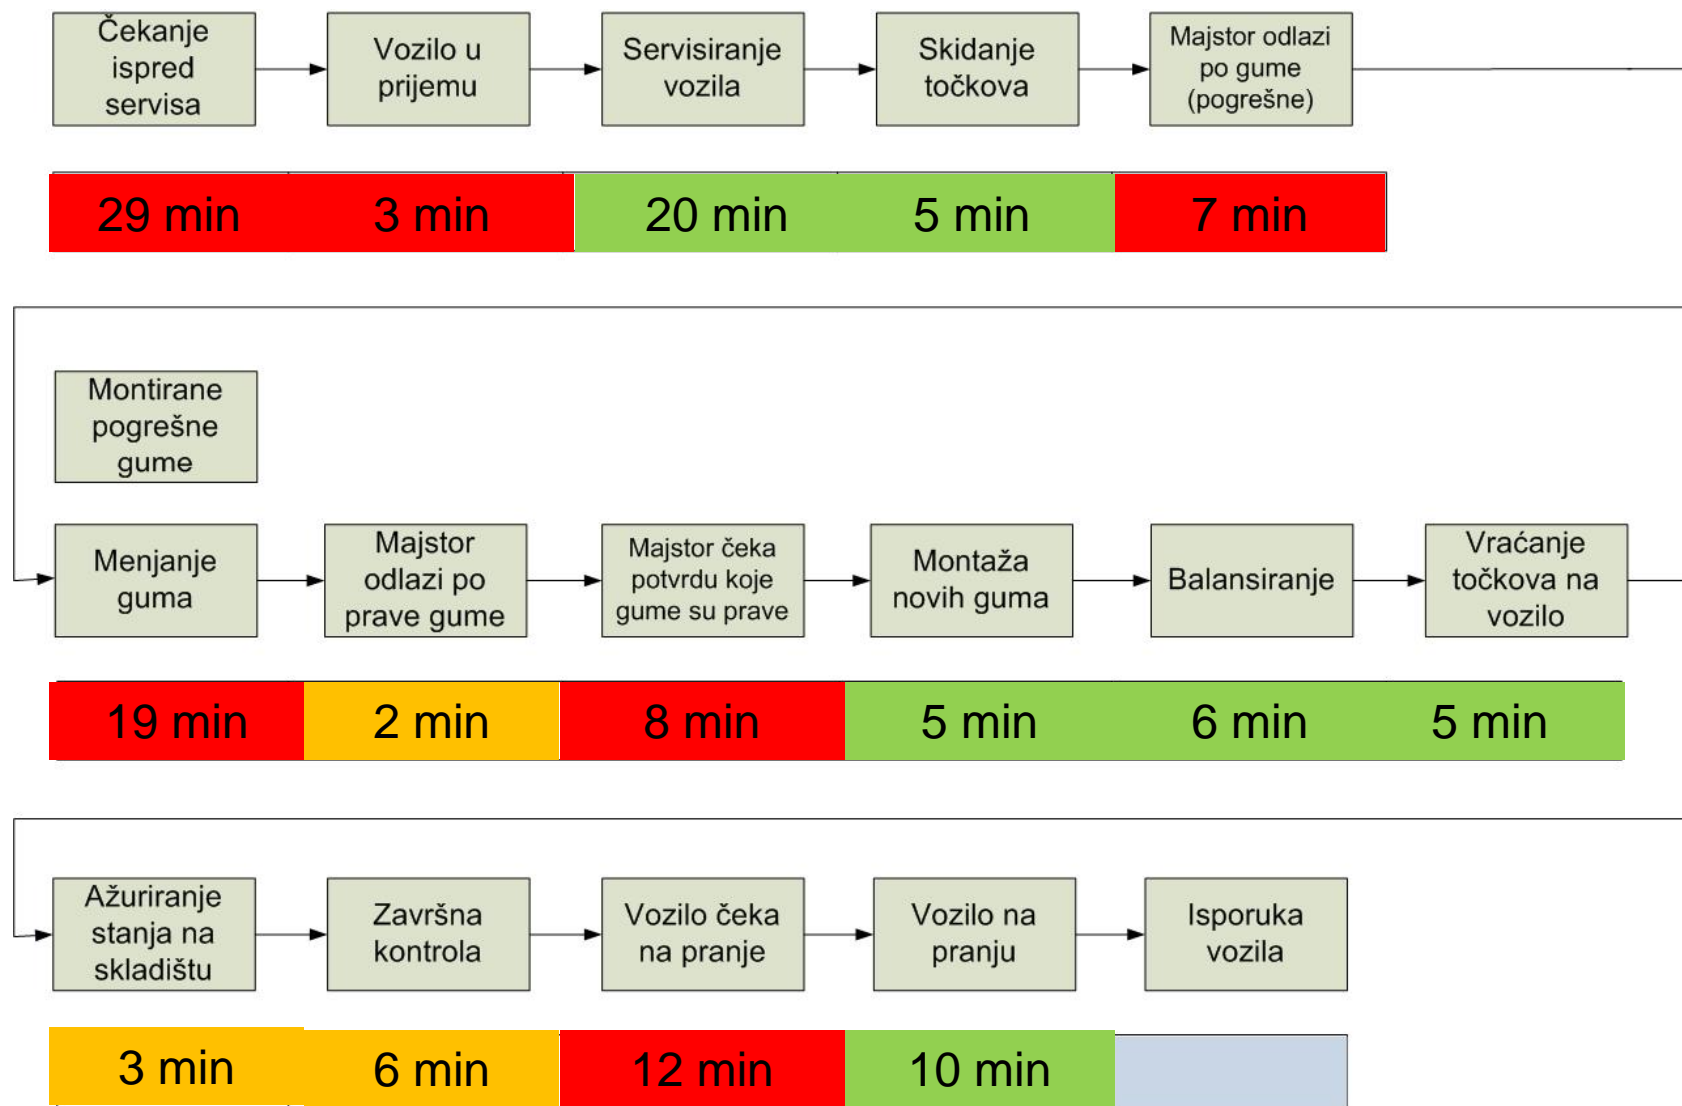 Čekanje
ispred
servisa
Vozilo u
prijemu
Servisiranje
vozila
Skidanje
točkova
Majstor odlazi
po gume
(pogrešne)
29 min
3 min
20 min
5 min
7 min
Montirane
pogrešne
gume
Menjanje
guma
Majstor
odlazi po
prave gume
Majstor čeka
potvrdu koje
gume su prave
Montaža
novih guma
Balansiranje
Vraćanje
točkova na
vozilo
19 min
2 min
8 min
5 min
6 min
5 min
Ažuriranje
stanja na
skladištu
Završna
kontrola
Vozilo čeka
na pranje
Vozilo na
pranju
Isporuka
vozila
3 min
6 min
12 min
10 min